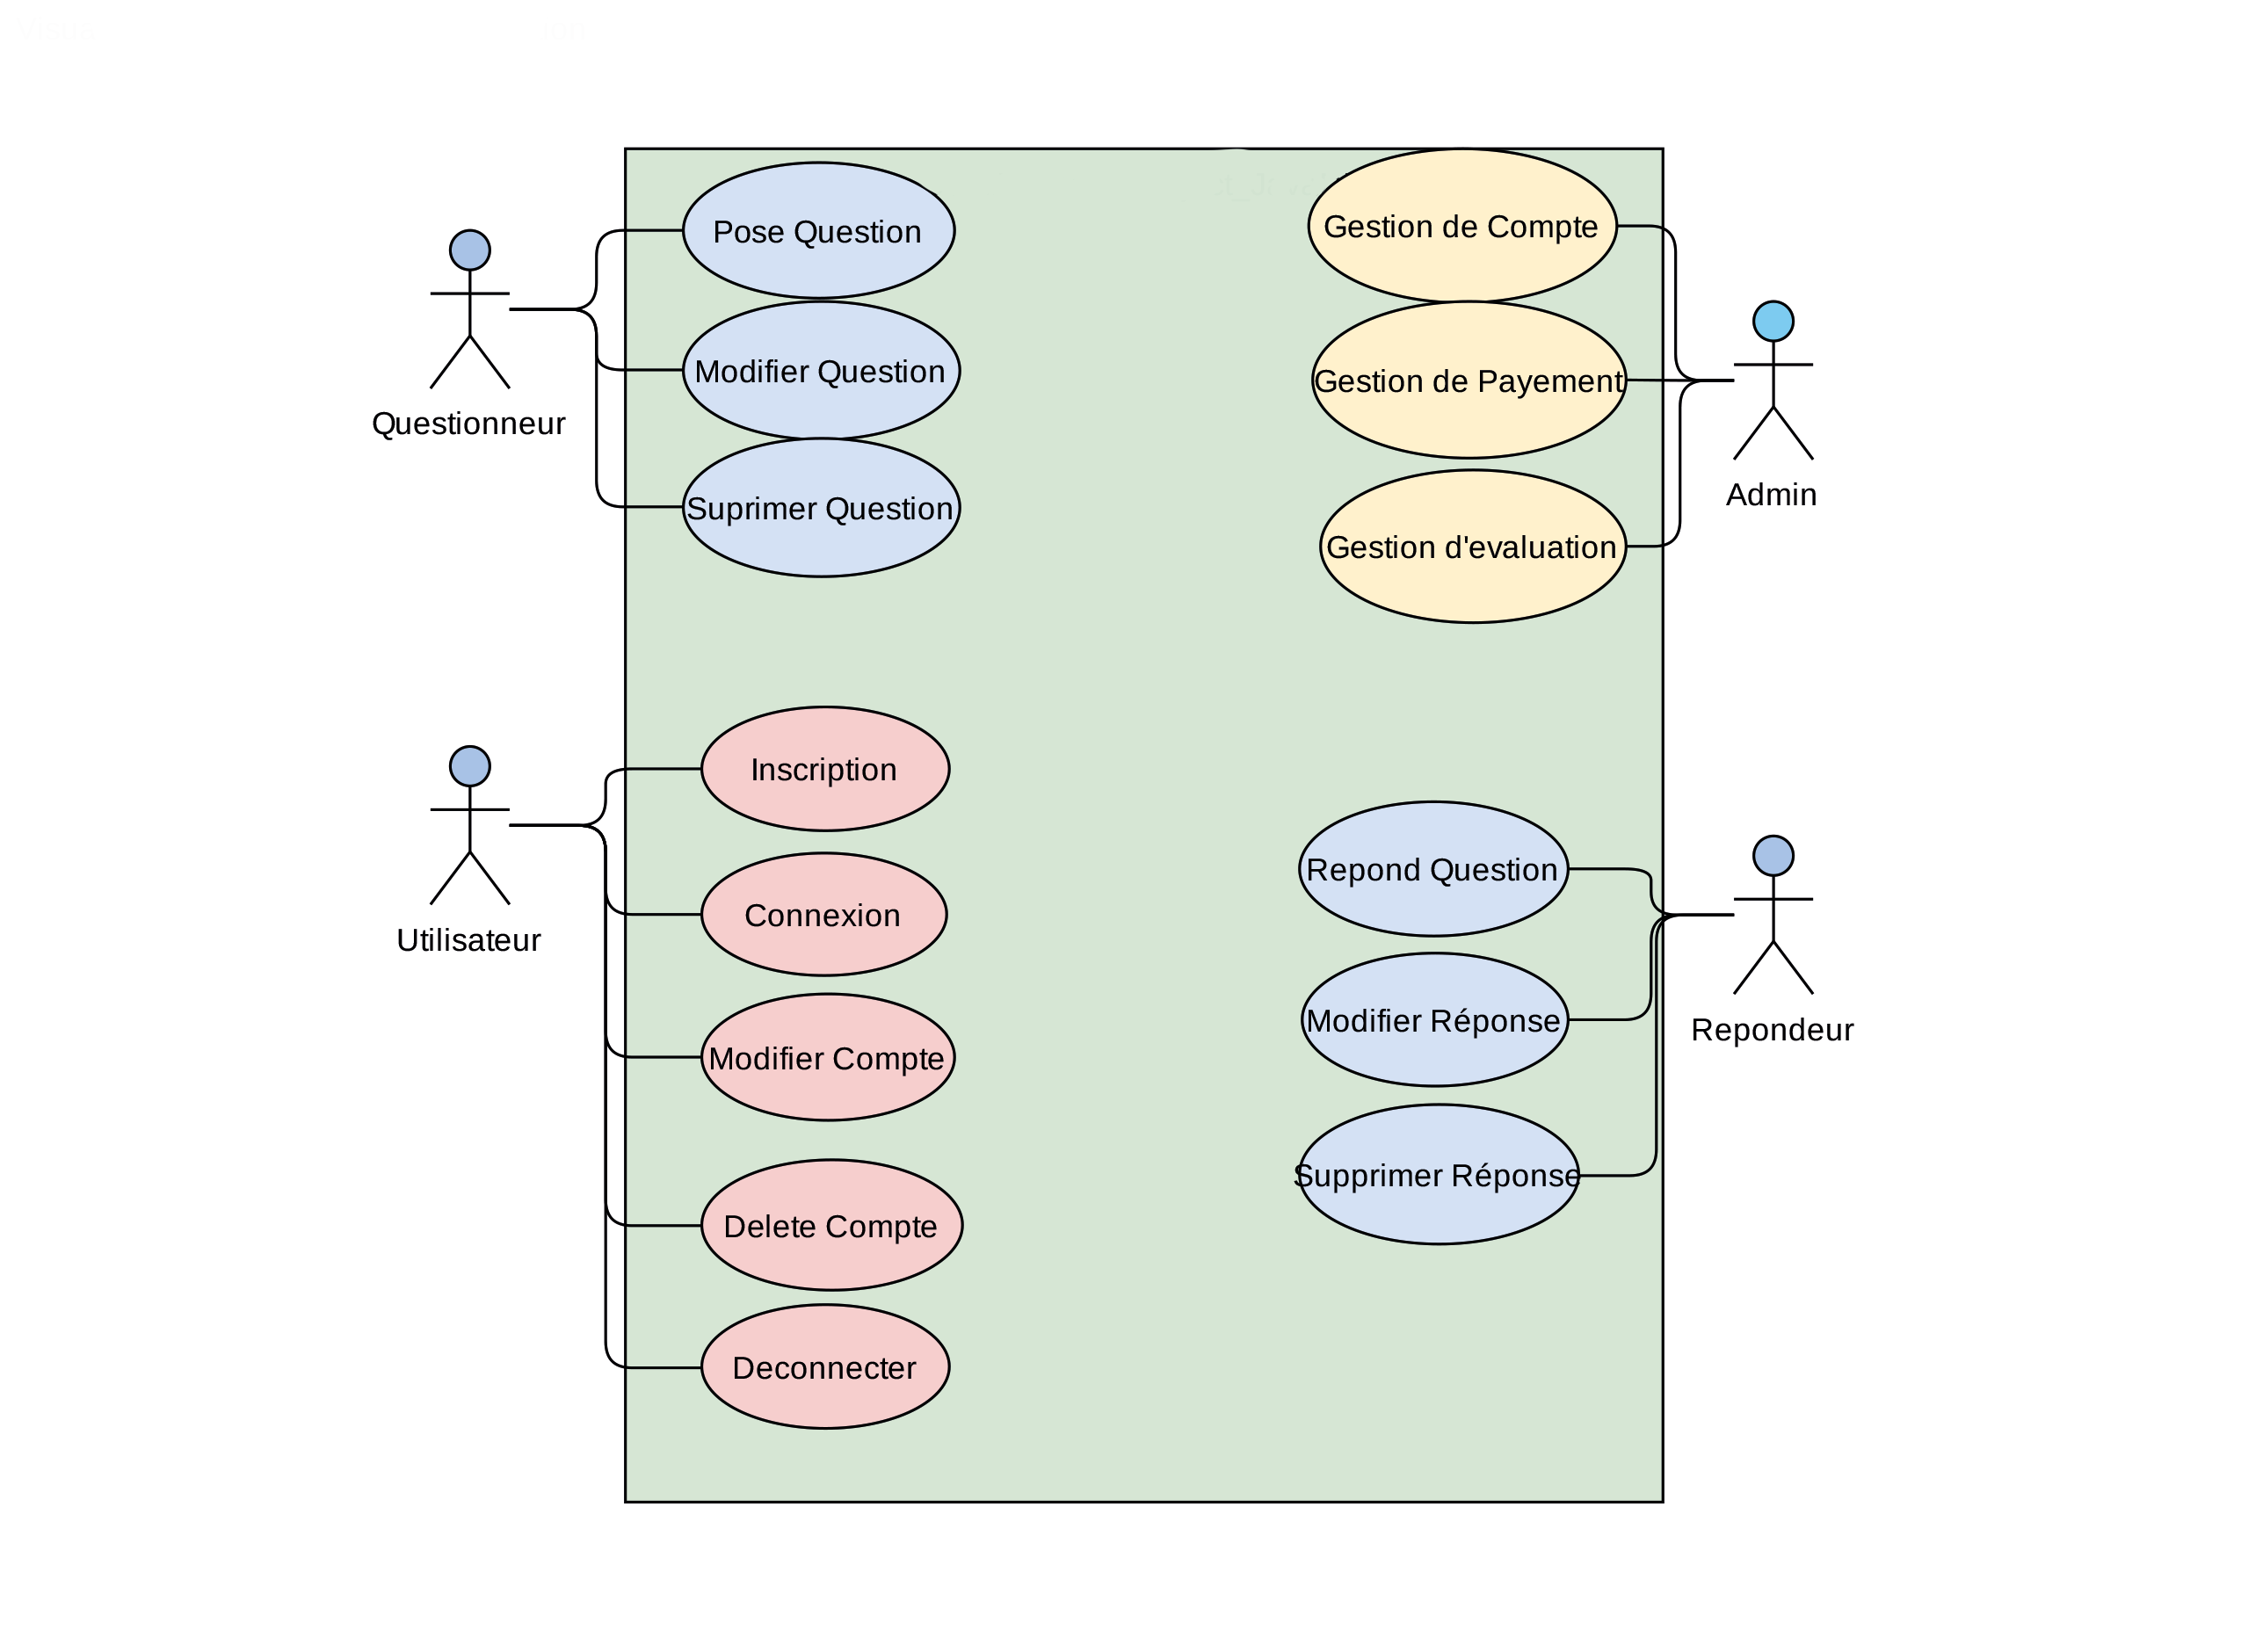 Pose Question
Modifier Question
Suprimer Question
Questionneur
Gestion de Compte
Gestion de Payement
Gestion d'evaluation
Admin
Inscription
Connexion
Modifier Compte
Delete Compte
Deconnecter
Utilisateur
Repond Question
Modifier Réponse
Supprimer Réponse
Repondeur